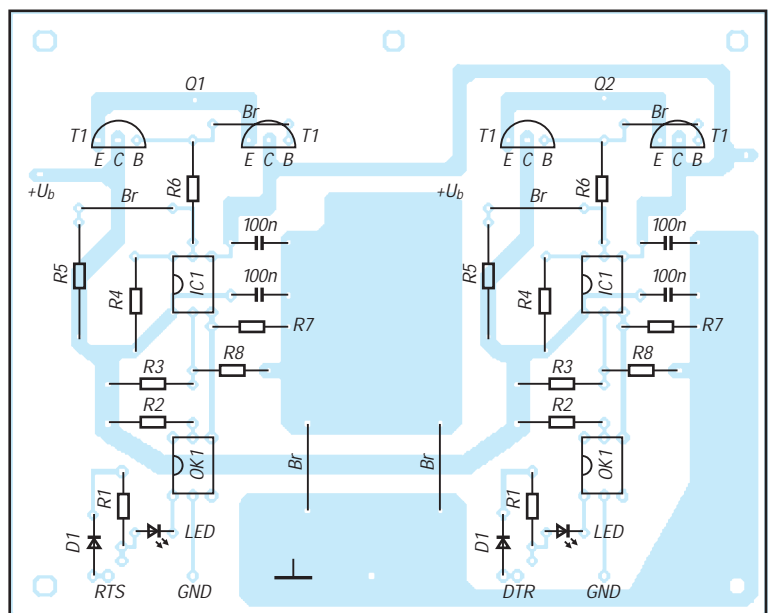 Q1 Q2
Br Br
T1 T1 T1 T1
E C B E C B E C B E C B
R6 R6
+Ub Br +Ub Br
100n 100n
R5 R4 IC1 100n R5 R4 IC1 100n
R7 R7
R3 R8 R3 R8
R2 R2
OK1 Br Br OK1
R1 R1
D1 LED D1 LED
RTS GND DTR GND